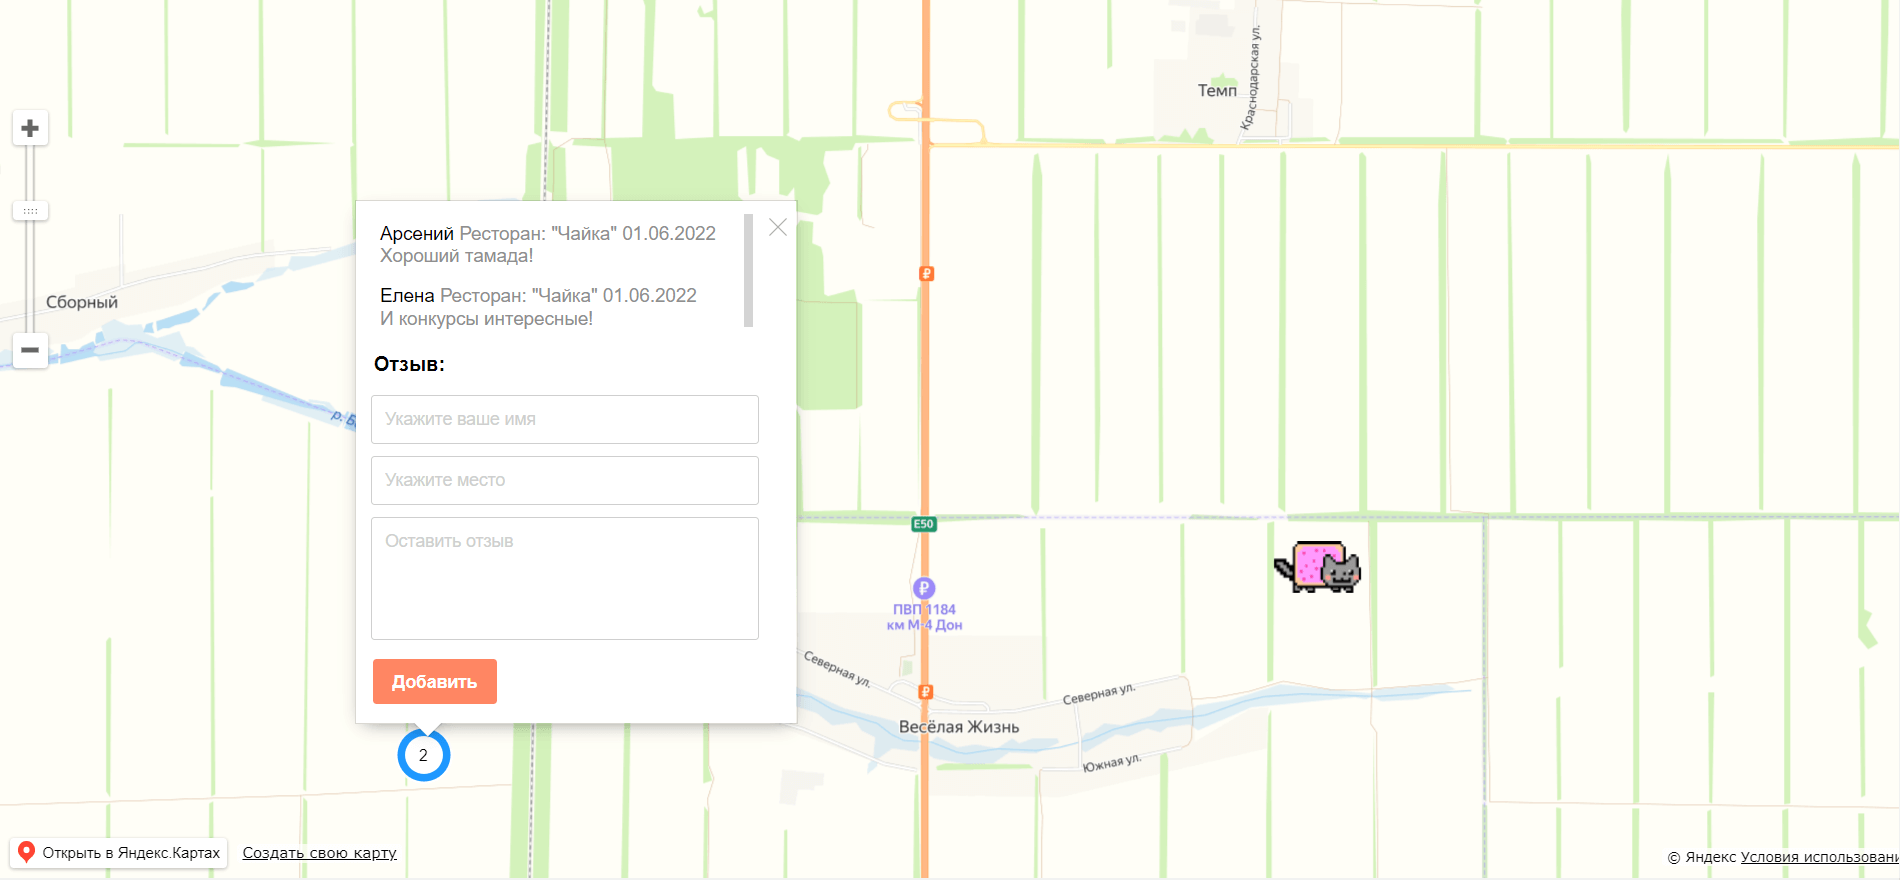 Темп
Краснодарская ул.
Сборный
Арсений Ресторан: "Чайка" 01.06.2022
Хороший тамада!
Елена Ресторан: "Чайка" 01.06.2022
И конкурсы интересные!
Отзыв:
Укажите ваше имя
Укажите место
Оставить отзыв
Добавить
2
р.
₽
E50
₽
ПВП 1184
км М-4 Дон
Северная ул.
₽
Северная ул.
Весёлая Жизнь
Южная ул.
Открыть в Яндекс.Картах
Создать свою карту
© Яндекс Условия использовани